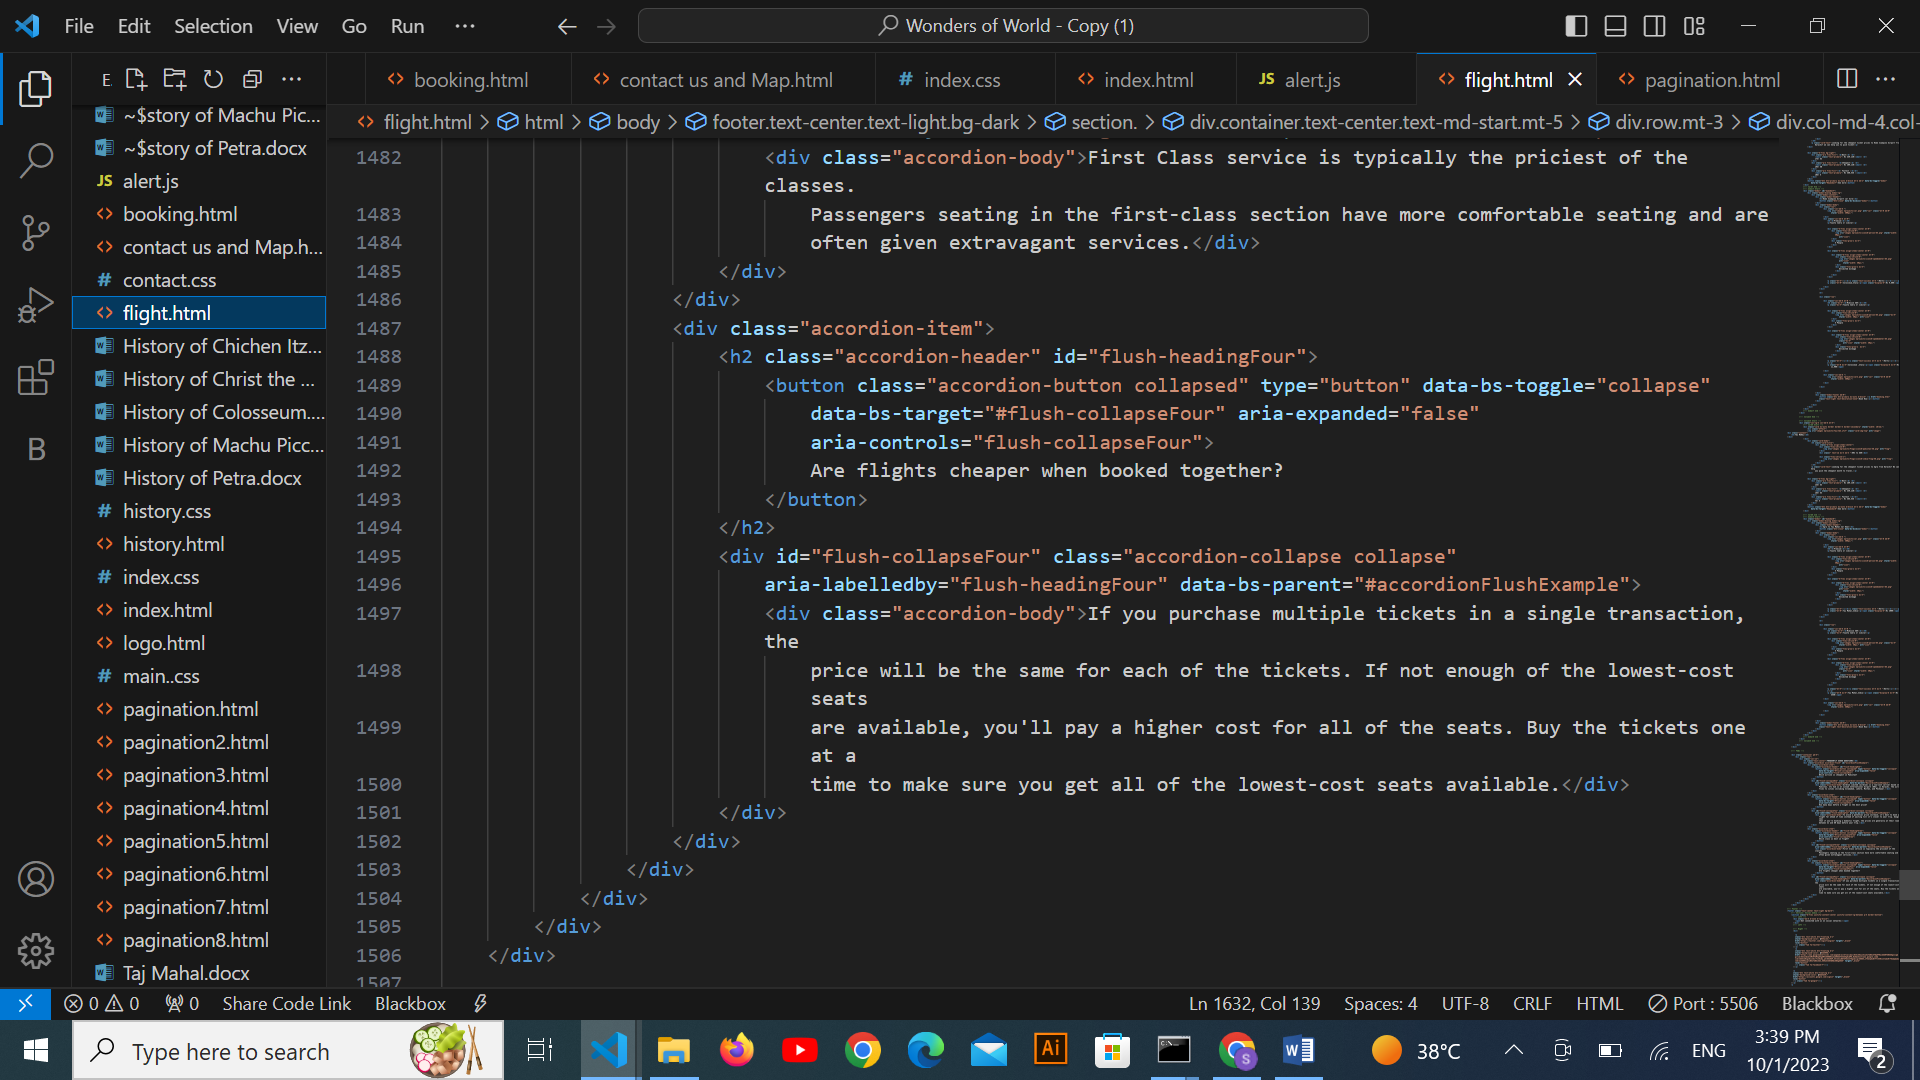 File Edit Selection View Go Run ... Wonders of World - Copy (1)
E
booking.html contact us and Map.html # index.css index.html JS alert.js flight.html pagination.html
flight.html > html > body > footer.text-center.text-light.bg-dark > section. > div.container.text-center.text-md-start.mt-5 > div.row.mt-3 > div.col-md-4.col-
~$story of Machu Pic...
~$story of Petra.docx
JS alert.js
booking.html
contact us and Map.h...
# contact.css
flight.html
History of Chichen Itz...
History of Christ the ...
History of Colosseum....
History of Machu Picc...
History of Petra.docx
# history.css
history.html
# index.css
index.html
logo.html
# main..css
pagination.html
pagination2.html
pagination3.html
pagination4.html
pagination5.html
pagination6.html
pagination7.html
pagination8.html
Taj Mahal.docx
B
1482 <div class="accordion-body">First Class service is typically the priciest of the
classes.
1483 Passengers seating in the first-class section have more comfortable seating and are
1484 often given extravagant services.</div>
1485 </div>
1486 </div>
1487 <div class="accordion-item">
1488 <h2 class="accordion-header" id="flush-headingFour">
1489 <button class="accordion-button collapsed" type="button" data-bs-toggle="collapse"
1490 data-bs-target="#flush-collapseFour" aria-expanded="false"
1491 aria-controls="flush-collapseFour">
1492 Are flights cheaper when booked together?
1493 </button>
1494 </h2>
1495 <div id="flush-collapseFour" class="accordion-collapse collapse"
1496 aria-labelledby="flush-headingFour" data-bs-parent="#accordionFlushExample">
1497 <div class="accordion-body">If you purchase multiple tickets in a single transaction,
the
1498 price will be the same for each of the tickets. If not enough of the lowest-cost
seats
1499 are available, you'll pay a higher cost for all of the seats. Buy the tickets one
at a
1500 time to make sure you get all of the lowest-cost seats available.</div>
1501 </div>
1502 </div>
1503 </div>
1504 </div>
1505 </div>
1506 </div>
1507
0 0 0 Share Code Link Blackbox Ln 1632, Col 139 Spaces: 4 UTF-8 CRLF HTML Port : 5506 Blackbox
Type here to search Ai W S 38°C ENG 3:39 PM
10/1/2023 2